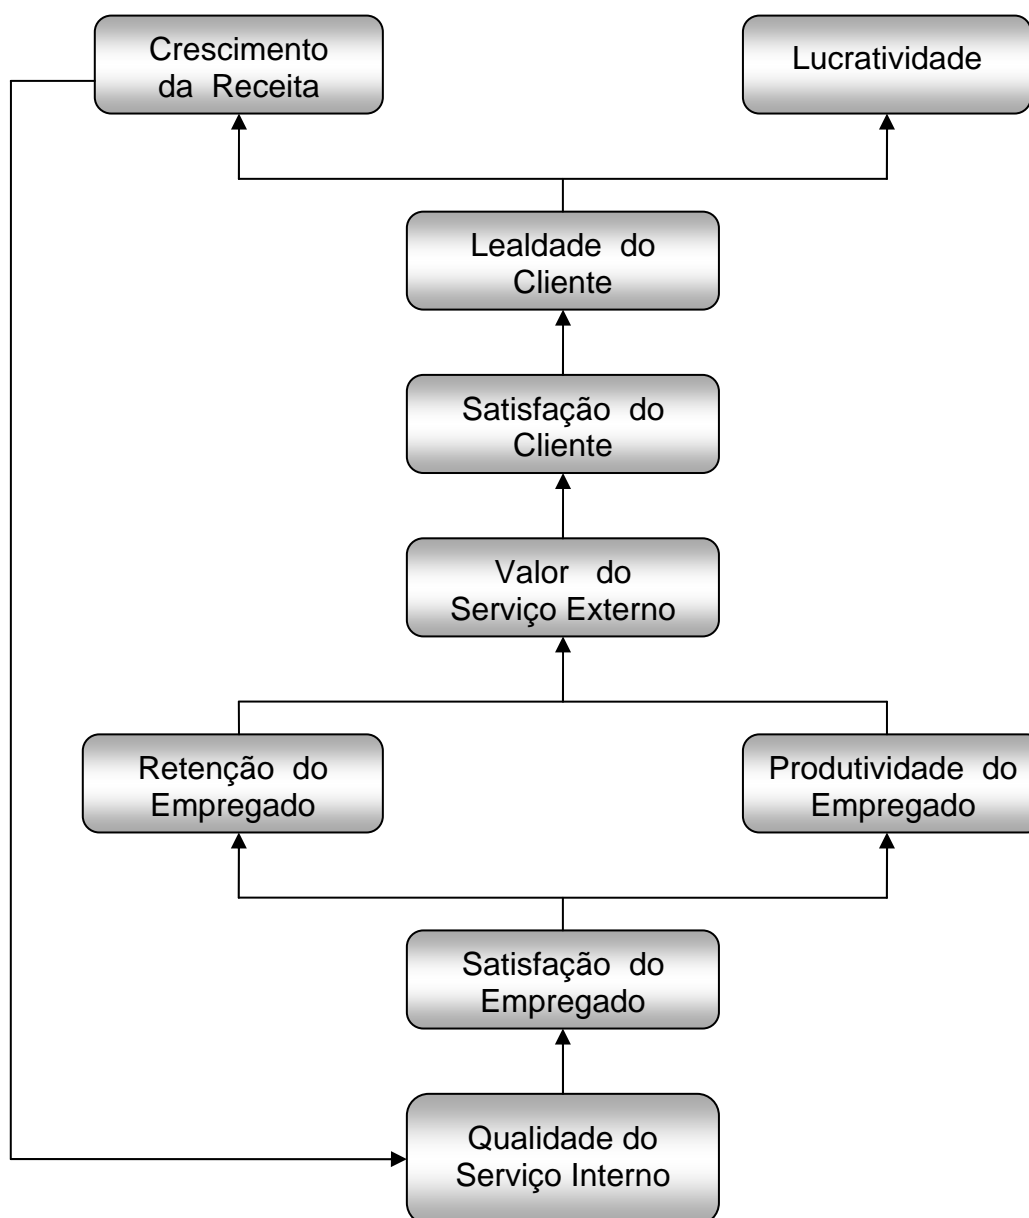 Crescimento
da Receita
Lucratividade
Lealdade do
Cliente
Satisfação do
Cliente
Valor do
Serviço Externo
Retenção do
Empregado
Produtividade do
Empregado
Satisfação do
Empregado
Qualidade do
Serviço Interno